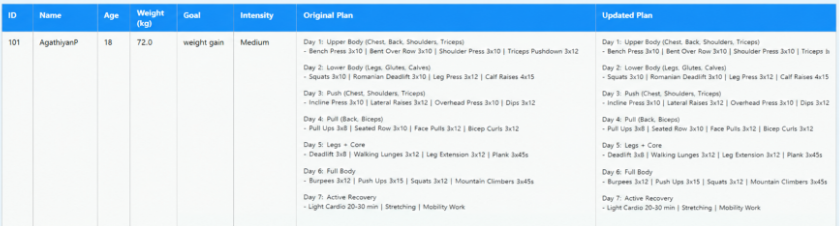 ID Name Age Weight (kg) Goal Intensity Original Plan Updated Plan
101 AgathiyanP 18 72.0 weight gain Medium
Day 1: Upper Body (Chest, Back, Shoulders, Triceps)
- Bench Press 3x10 | Bent Over Row 3x10 | Shoulder Press 3x10 | Triceps Pushdown 3x12
Day 2: Lower Body (Legs, Glutes, Calves)
- Squats 3x10 | Romanian Deadlift 3x10 | Leg Press 3x12 | Calf Raises 4x15
Day 3: Push (Chest, Shoulders, Triceps)
- Incline Press 3x10 | Lateral Raises 3x12 | Overhead Press 3x10 | Dips 3x12
Day 4: Pull (Back, Biceps)
- Pull Ups 3x8 | Seated Row 3x10 | Face Pulls 3x12 | Bicep Curls 3x12
Day 5: Legs + Core
- Deadlift 3x8 | Walking Lunges 3x12 | Leg Extension 3x12 | Plank 3x45s
Day 6: Full Body
- Burpees 3x12 | Push Ups 3x15 | Squats 3x12 | Mountain Climbers 3x45s
Day 7: Active Recovery
- Light Cardio 20-30 min | Stretching | Mobility Work
Day 1: Upper Body (Chest, Back, Shoulders, Triceps)
- Bench Press 3x10 | Bent Over Row 3x10 | Shoulder Press 3x10 | Triceps
Day 2: Lower Body (Legs, Glutes, Calves)
- Squats 3x10 | Romanian Deadlift 3x10 | Leg Press 3x12 | Calf Raises 4x15
Day 3: Push (Chest, Shoulders, Triceps)
- Incline Press 3x10 | Lateral Raises 3x12 | Overhead Press 3x10 | Dips 3x12
Day 4: Pull (Back, Biceps)
- Pull Ups 3x8 | Seated Row 3x10 | Face Pulls 3x12 | Bicep Curls 3x12
Day 5: Legs + Core
- Deadlift 3x8 | Walking Lunges 3x12 | Leg Extension 3x12 | Plank 3x45s
Day 6: Full Body
- Burpees 3x12 | Push Ups 3x15 | Squats 3x12 | Mountain Climbers 3x45s
Day 7: Active Recovery
- Light Cardio 20-30 min | Stretching | Mobility Work